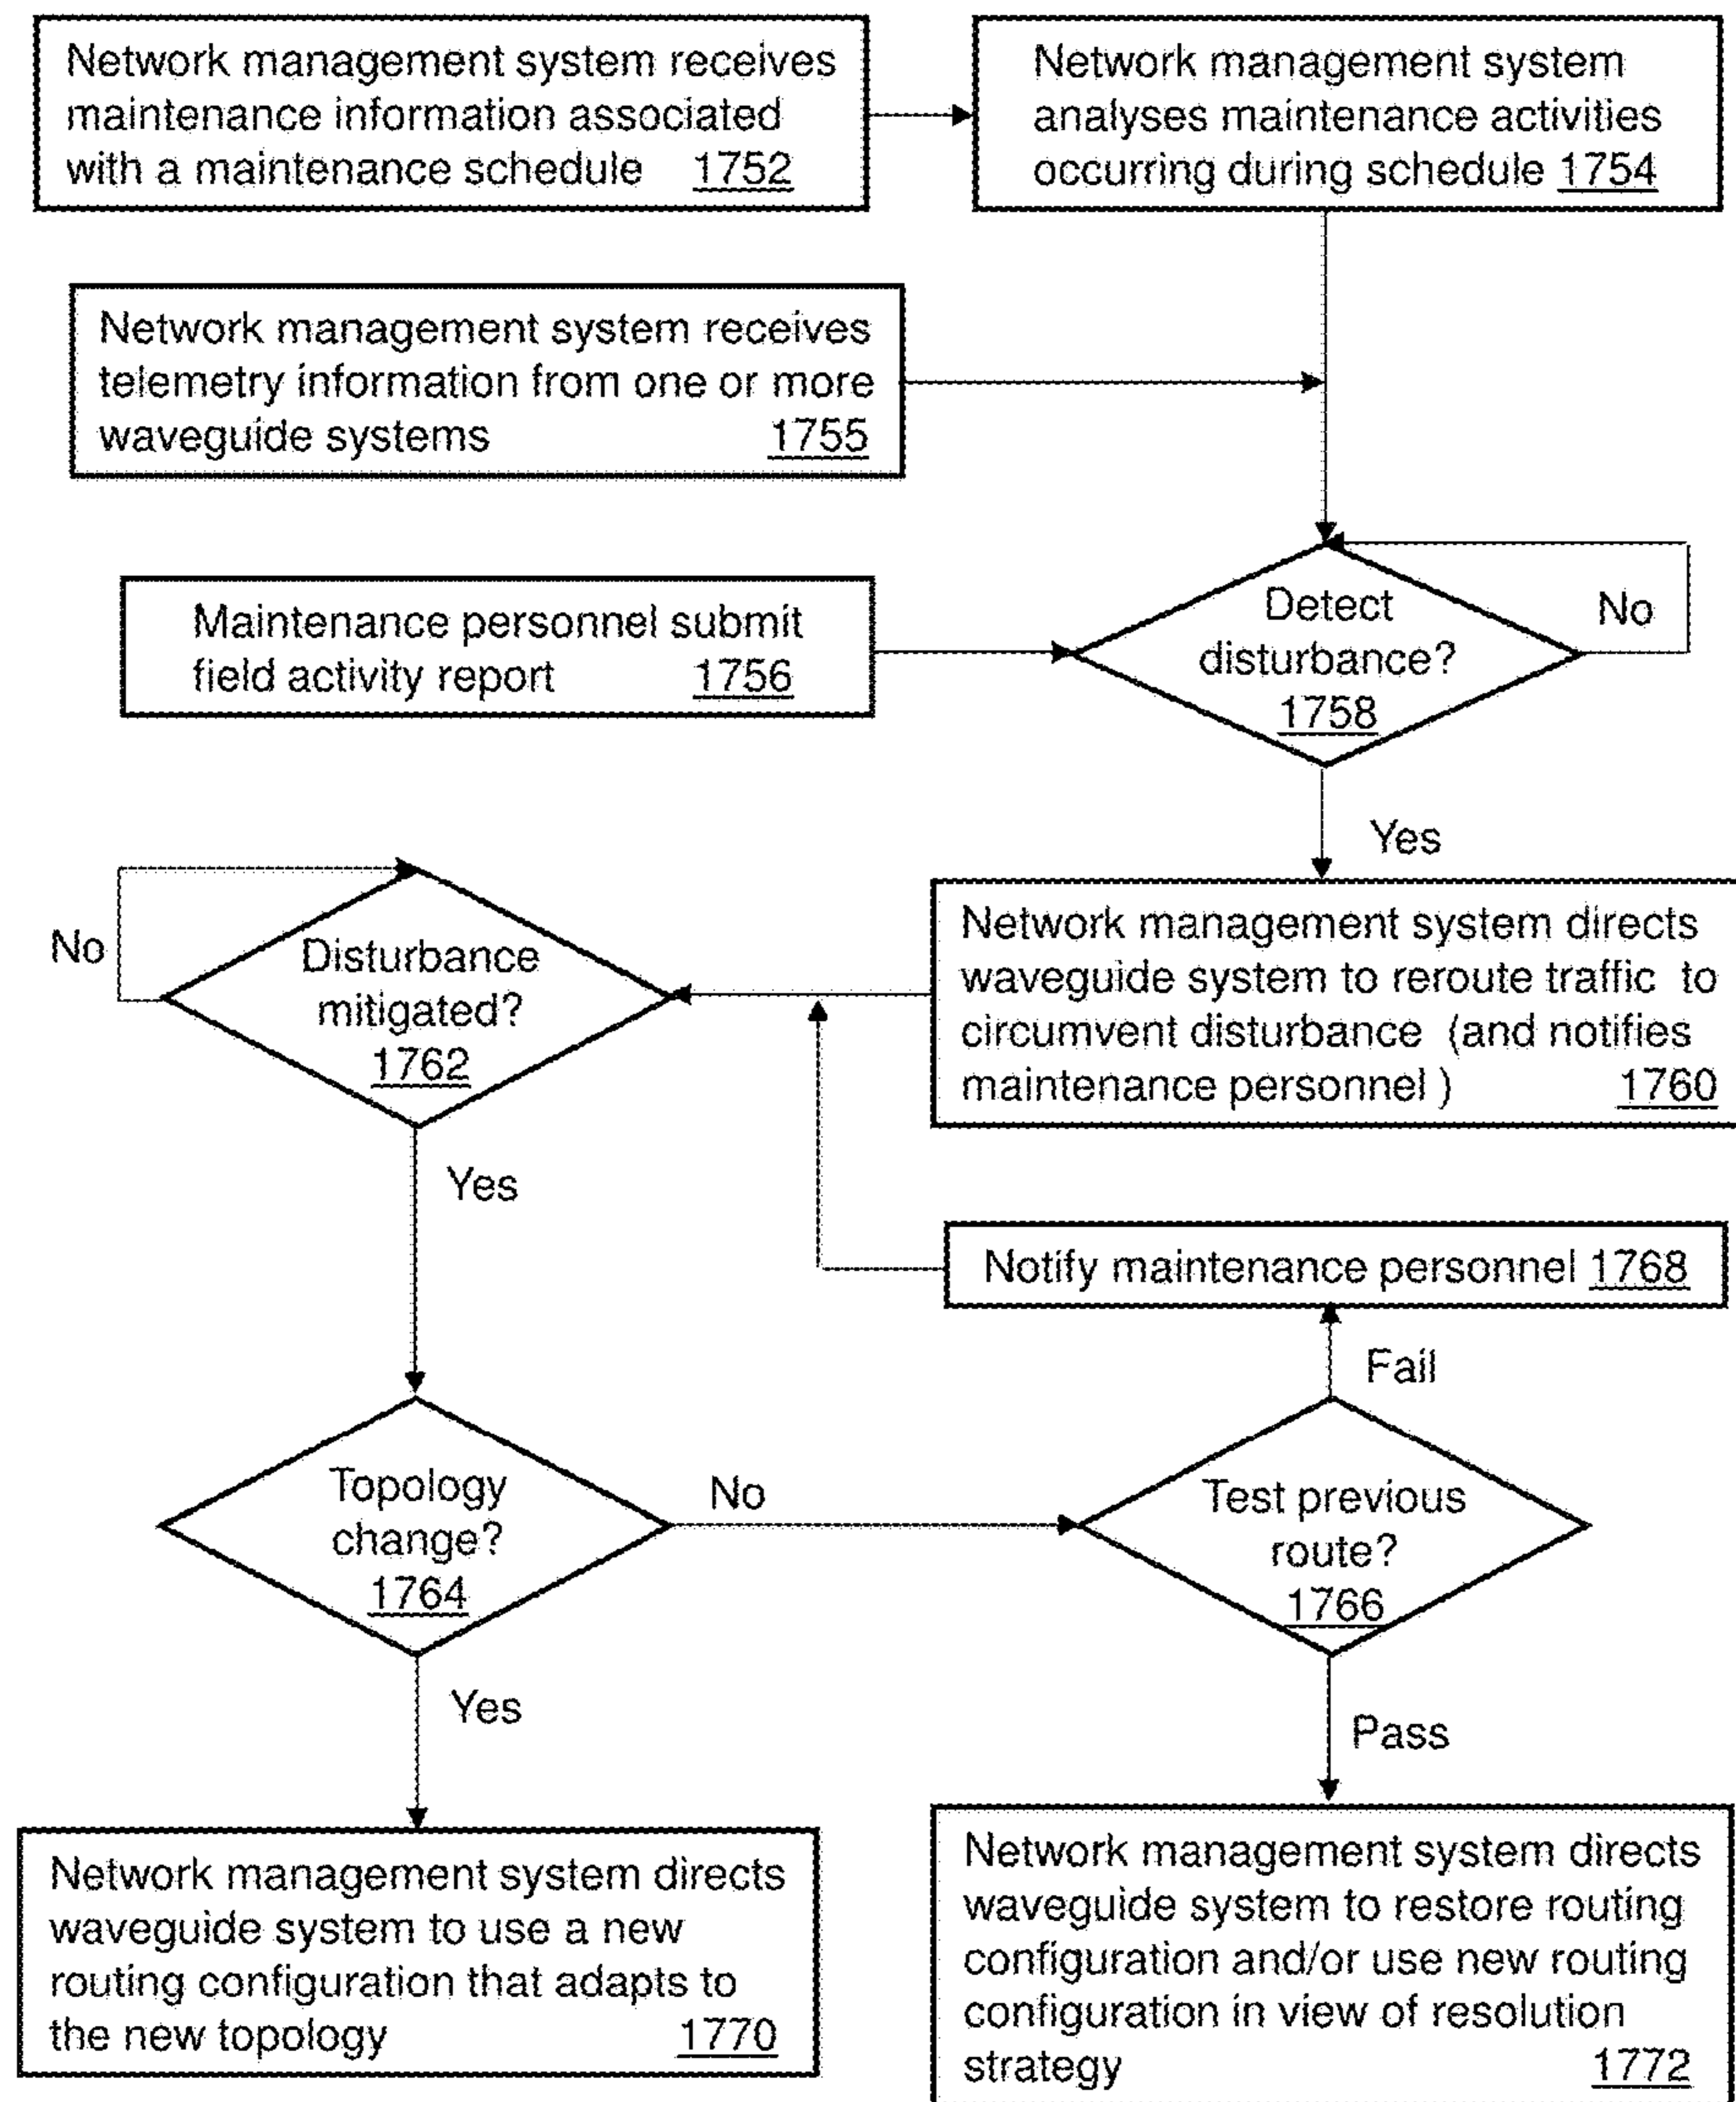 Network management system receives
maintenance information associated
with a maintenance schedule 1752
Network management system
analyses maintenance activities
occurring during schedule 1754
Network management system receives
telemetry information from one or more
waveguide systems 1755
Maintenance personnel submit
field activity report 1756
Detect
disturbance?
1758
No
Yes
Network management system directs
waveguide system to reroute traffic to
circumvent disturbance (and notifies
maintenance personnel ) 1760
Disturbance
mitigated?
1762
No
Yes
Notify maintenance personnel 1768
Fail
Topology
change?
1764
No
Test previous
route?
1766
Yes
Pass
Network management system directs
waveguide system to use a new
routing configuration that adapts to
the new topology 1770
Network management system directs
waveguide system to restore routing
configuration and/or use new routing
configuration in view of resolution
strategy 1772